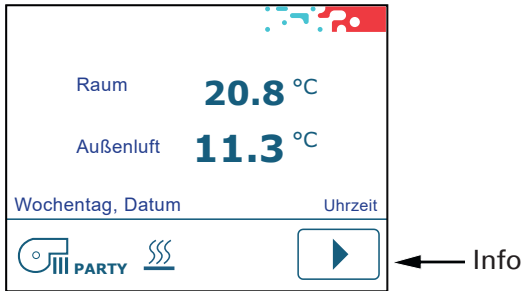 Raum 20.8 °C
Außenluft 11.3 °C
Wochentag, Datum Uhrzeit
PARTY
Info